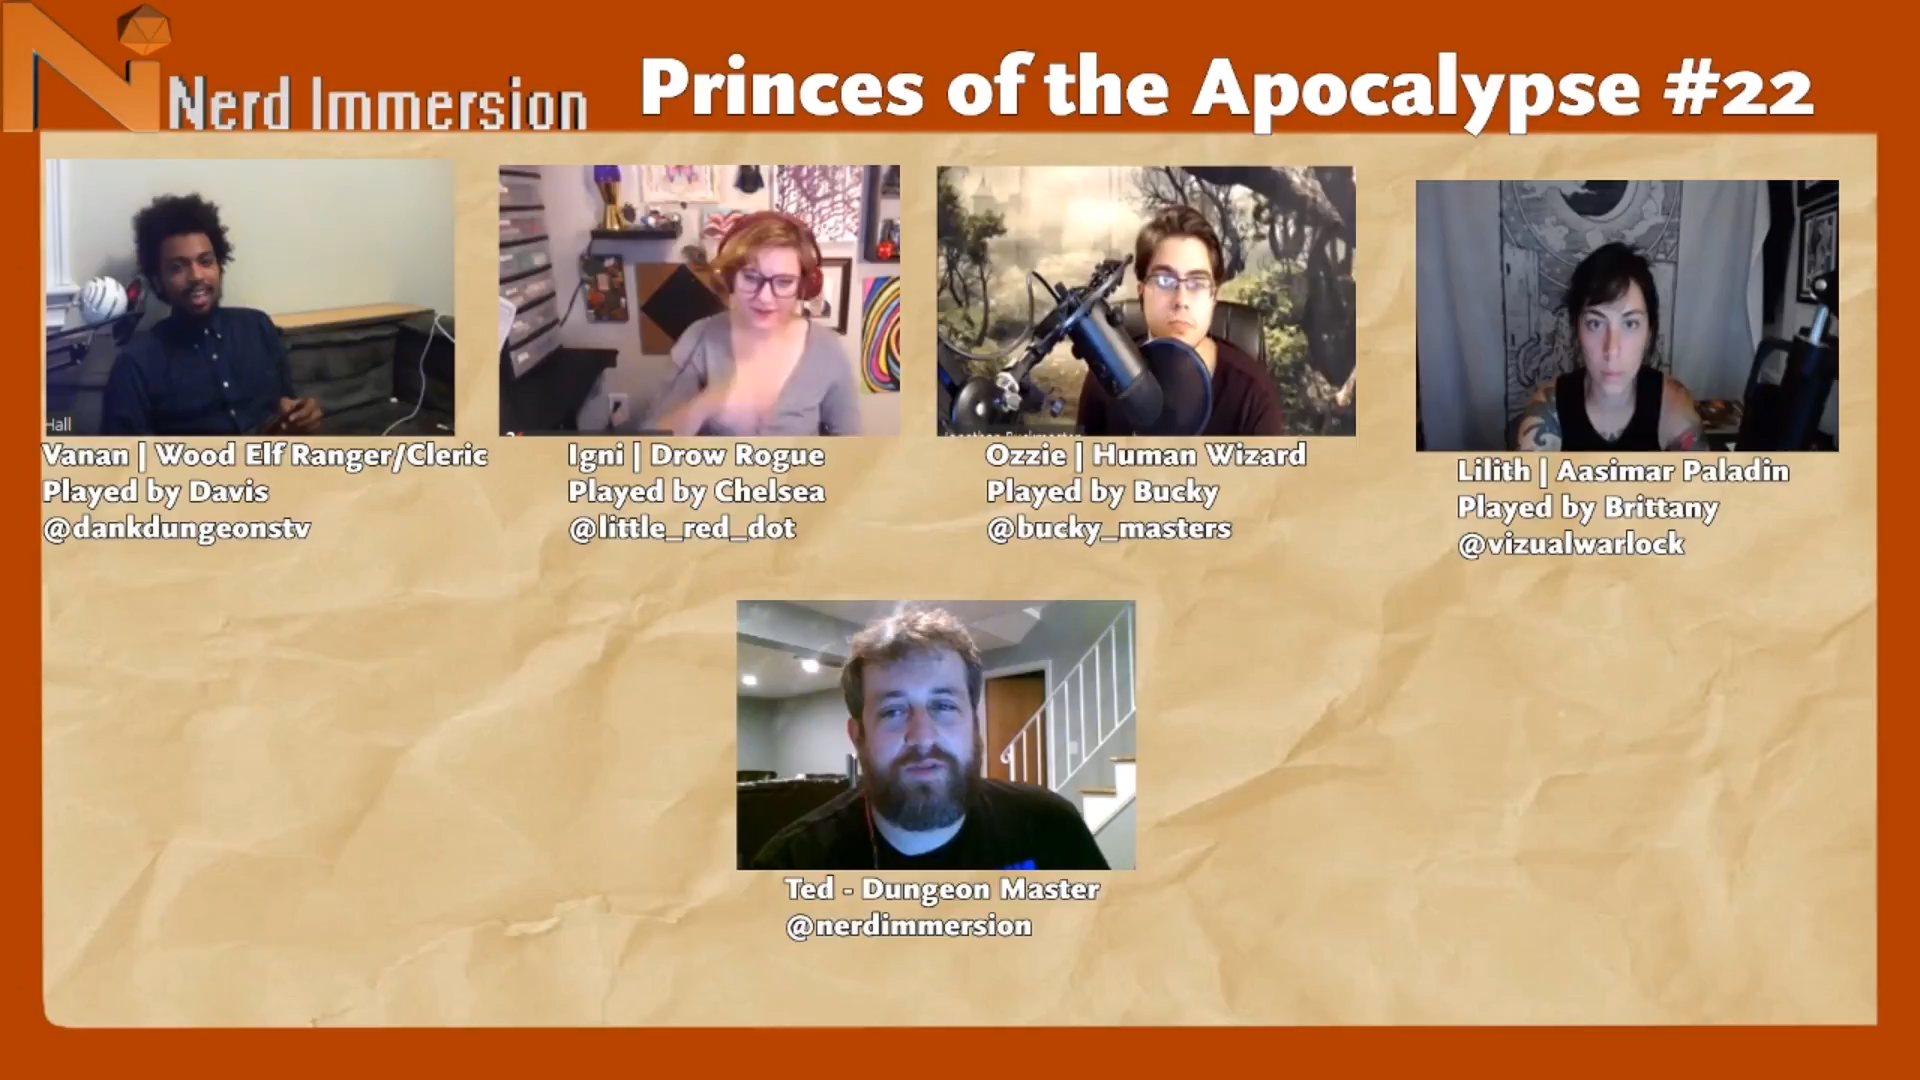 Nerd Immersion
Princes of the Apocalypse #22
Hall
Vanan | Wood Elf Ranger/Cleric
Played by Davis
@dankdungeonstv
Igni | Drow Rogue
Played by Chelsea
@little_red_dot
Ozzie | Human Wizard
Played by Bucky
@bucky_masters
Lilith | Aasimar Paladin
Played by Brittany
@vizualwarlock
Ted - Dungeon Master
@nerdimmersion